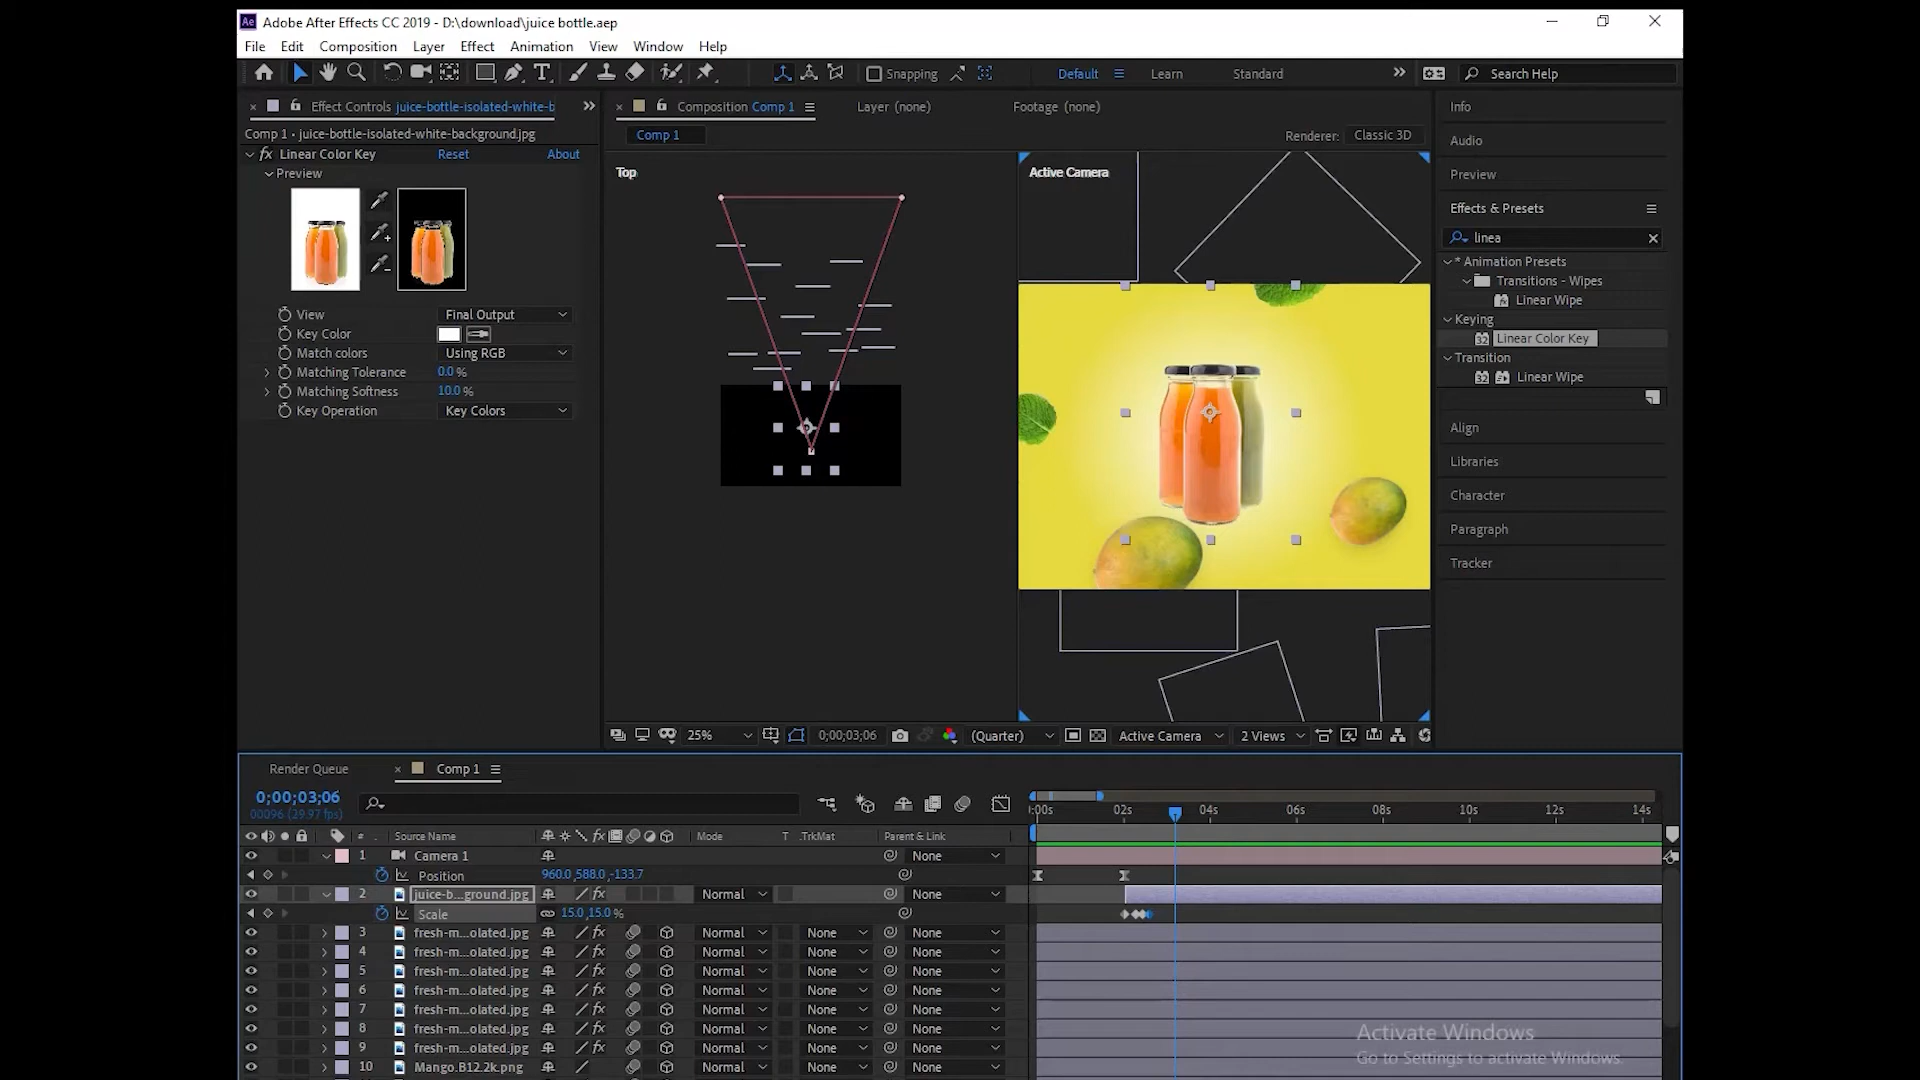 Ae Adobe After Effects CC 2019 - D:\download\juice bottle.aep
File Edit Composition Layer Effect Animation View Window Help
Snapping Default Learn Standard Search Help
Effect Controls juice-bottle-isolated-white-b
Composition Comp 1
Layer (none)
Footage (none)
Comp 1 • juice-bottle-isolated-white-background.jpg
fx Linear Color Key Reset About
Preview
View Final Output
Key Color
Match colors Using RGB
Matching Tolerance 0.0 %
Matching Softness 10.0 %
Key Operation Key Colors
Comp 1
Renderer: Classic 3D
Top
Active Camera
25% 0;00;03;06 (Quarter) Active Camera 2 Views
Info
Audio
Preview
Effects & Presets
linea
* Animation Presets
Transitions - Wipes
Linear Wipe
Keying
32 Linear Color Key
Transition
32 Linear Wipe
Align
Libraries
Character
Paragraph
Tracker
Render Queue Comp 1
0;00;03;06
00096 (29.97 fps)
:00s 02s 04s 06s 08s 10s 12s 14s
# Source Name fx Mode T .TrkMat Parent & Link
1 Camera 1 None
Position 960.0,588.0,-133.7
2 juice-b...ground.jpg fx Normal None
Scale 15.0,15.0 %
3 fresh-m...olated.jpg fx Normal None None
4 fresh-m...olated.jpg fx Normal None None
5 fresh-m...olated.jpg fx Normal None None
6 fresh-m...olated.jpg fx Normal None None
7 fresh-m...olated.jpg fx Normal None None
8 fresh-m...olated.jpg fx Normal None None
9 fresh-m...olated.jpg fx Normal None None
10 Mango.B12.2k.png Normal None None
Activate Windows
Go to Settings to activate Windows.